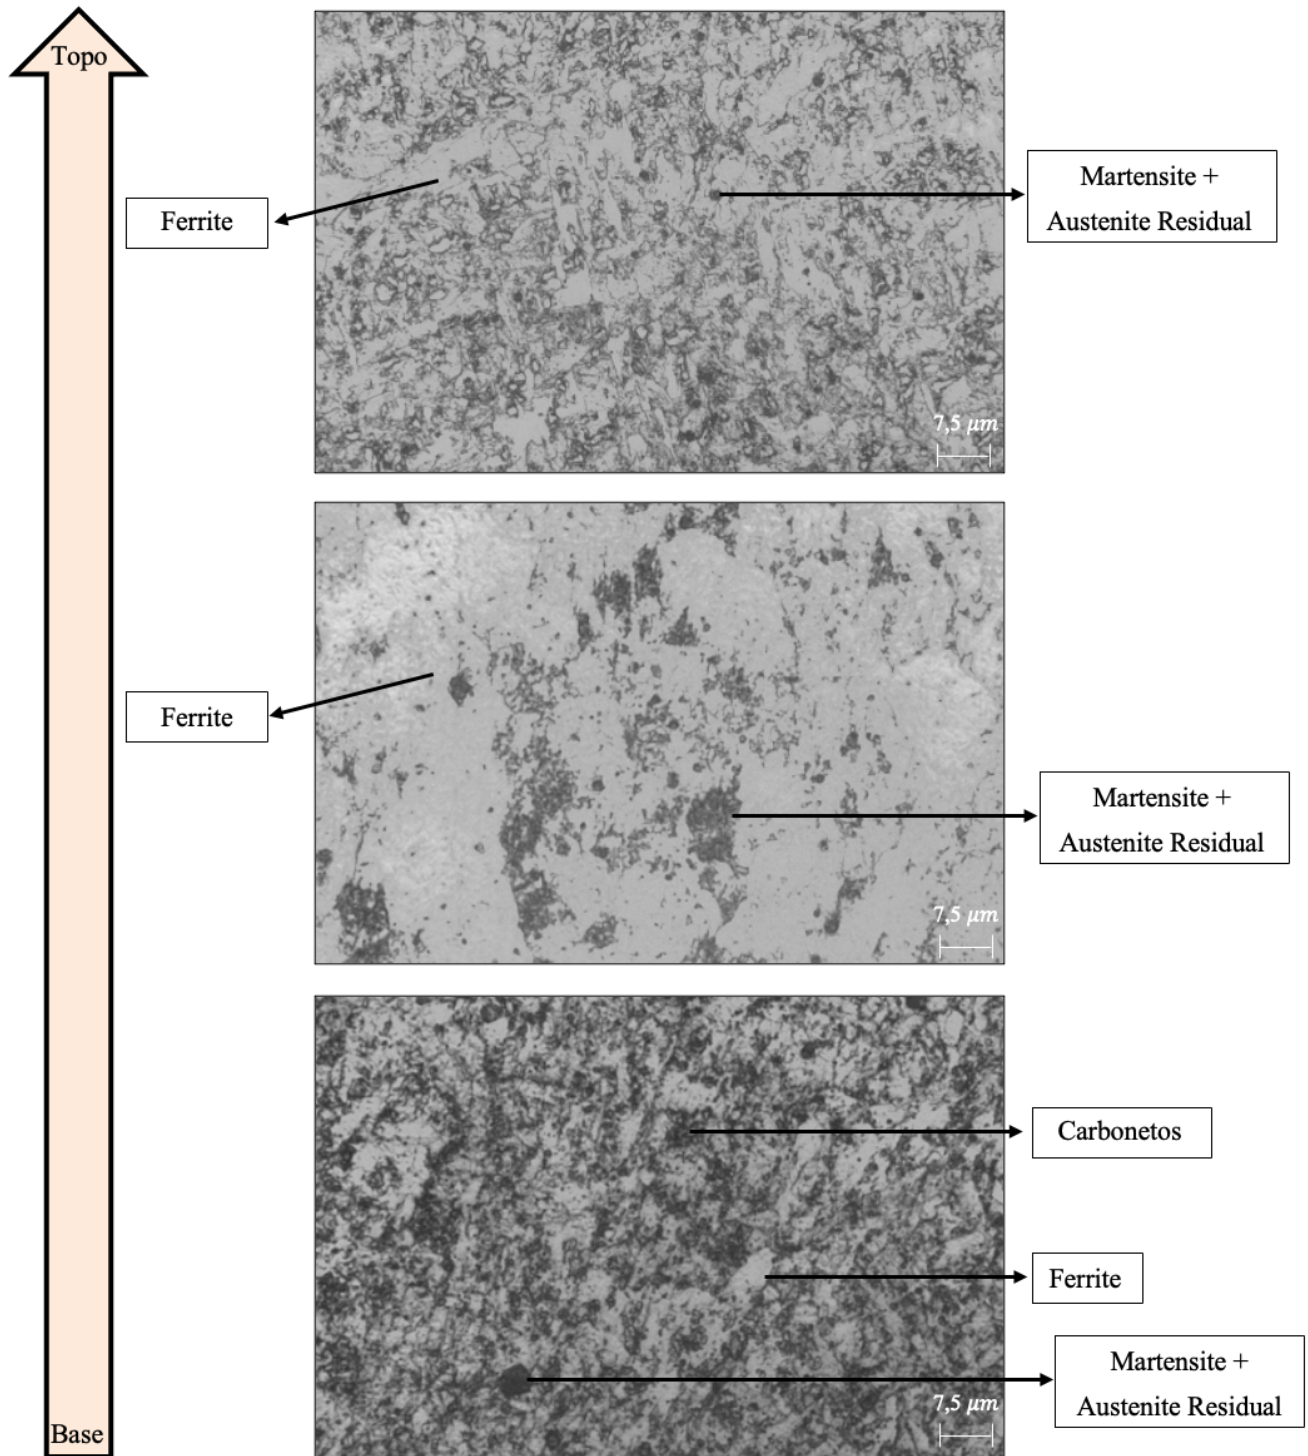 Topo
Ferrite
Martensite +
Austenite Residual
7,5 µm
Ferrite
Martensite +
Austenite Residual
7,5 µm
Carbonetos
Ferrite
Martensite +
Austenite Residual
7,5 µm
Base